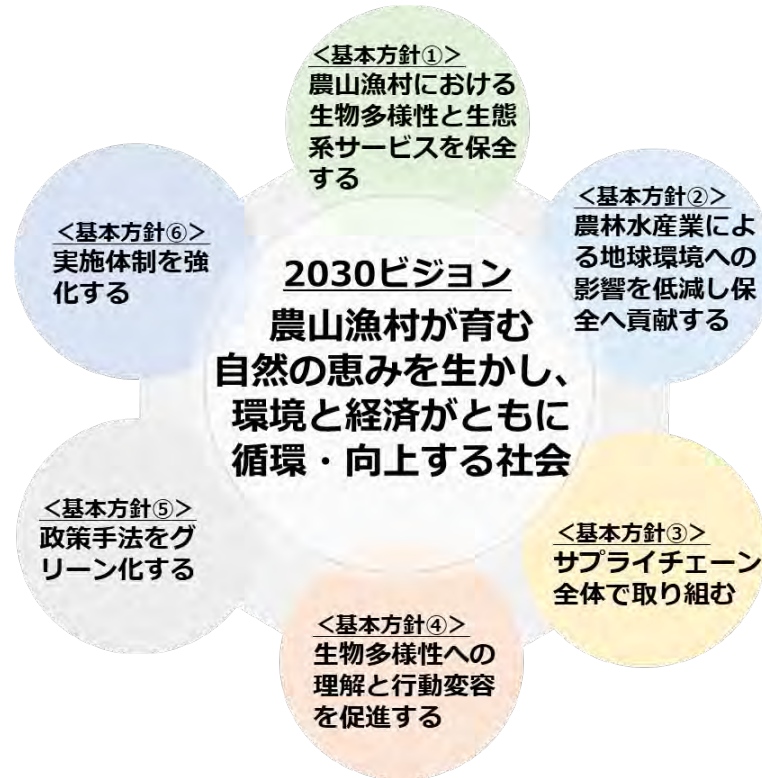 <基本方針①>
農山漁村における
生物多様性と生態
系サービスを保全
する
<基本方針②>
農林水産業によ
る地球環境への
影響を低減し保
全へ貢献する
<基本方針⑥>
実施体制を強
化する
2030ビジョン
農山漁村が育む
自然の恵みを生かし、
環境と経済がともに
循環・向上する社会
<基本方針⑤>
政策手法をグ
リーン化する
<基本方針③>
サプライチェーン
全体で取り組む
<基本方針④>
生物多様性への
理解と行動変容
を促進する